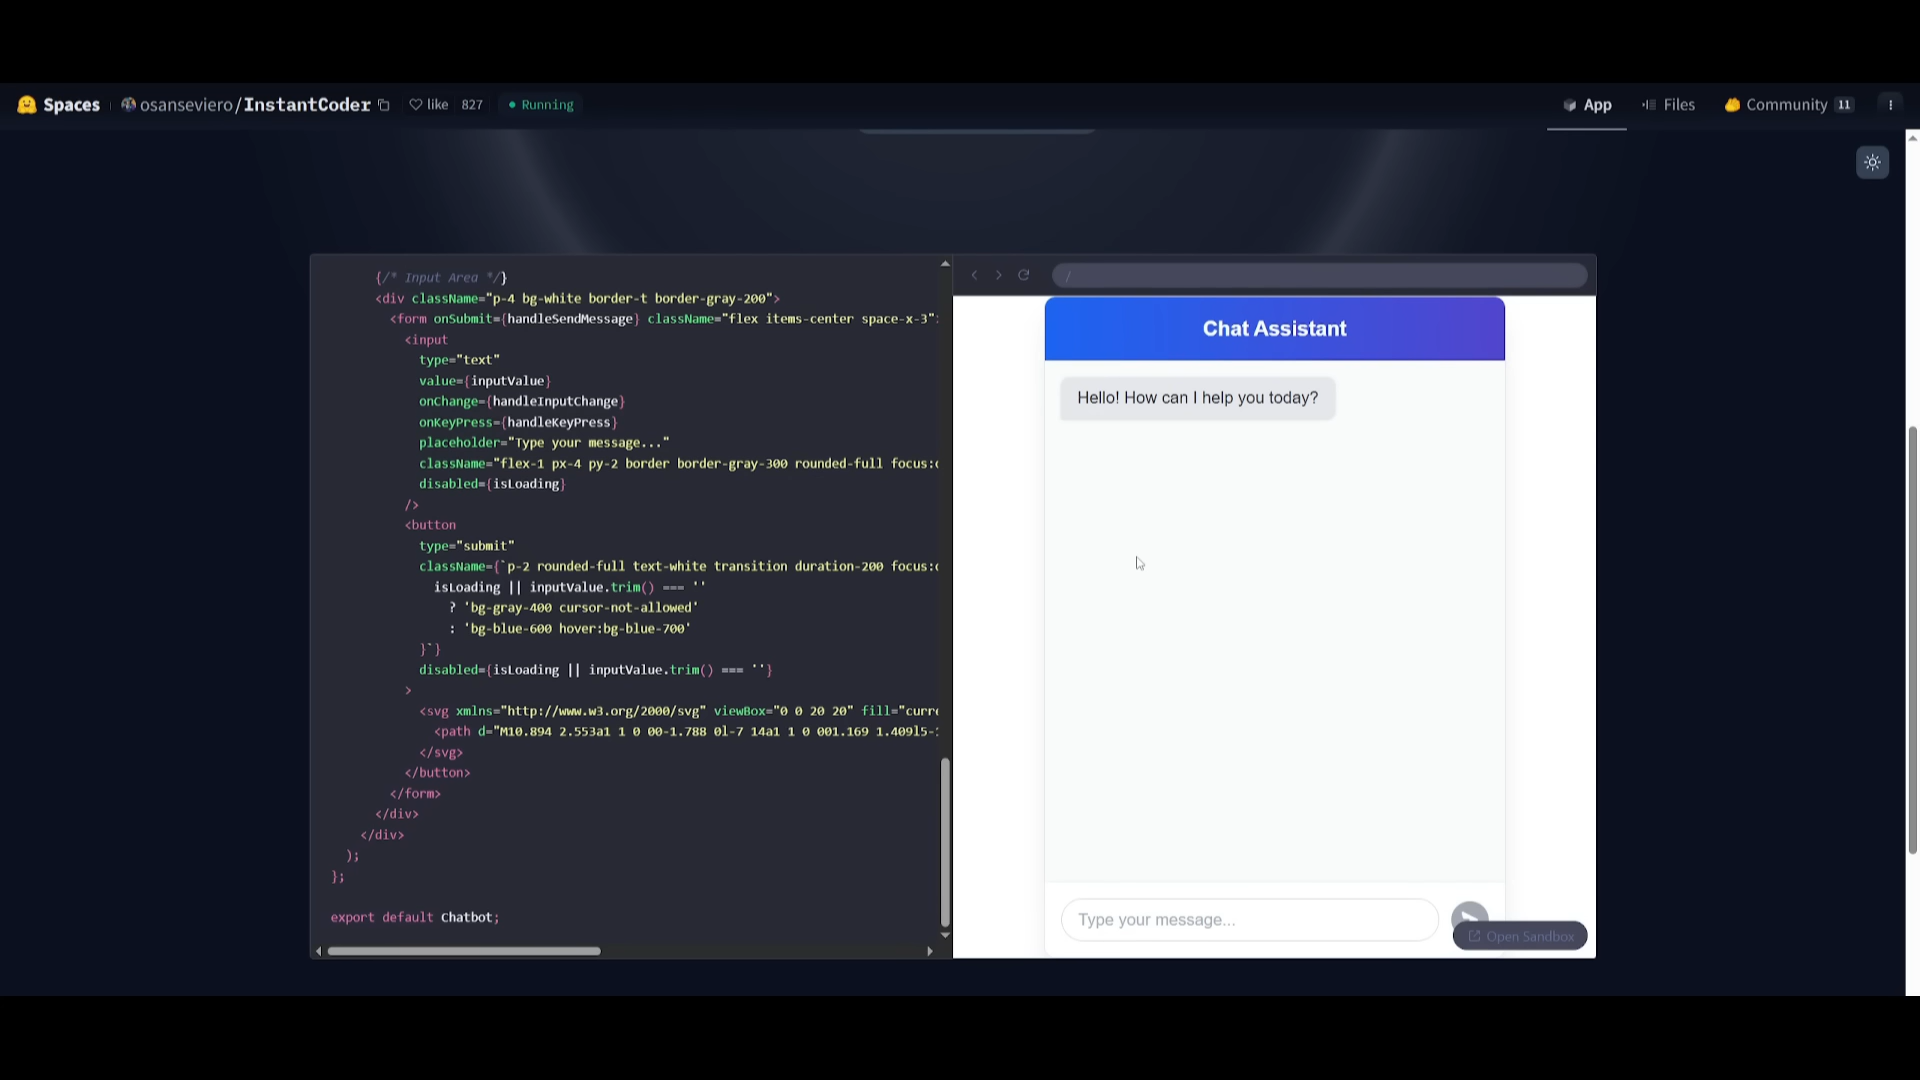 Spaces osanseviero/InstantCoder like 827 Running App Files Community 11
{/* Input Area */}
<div className="p-4 bg-white border-t border-gray-200">
<form onSubmit={handleSendMessage} className="flex items-center space-x-3"
<input
type="text"
value={inputValue}
onChange={handleInputChange}
onKeyPress={handleKeyPress}
placeholder="Type your message..."
className="flex-1 px-4 py-2 border border-gray-300 rounded-full focus:
disabled={isLoading}
/>
<button
type="submit"
className={`p-2 rounded-full text-white transition duration-200 focus:
isLoading || inputValue.trim() === ''
? 'bg-gray-400 cursor-not-allowed'
: 'bg-blue-600 hover:bg-blue-700'
}`}
disabled={isLoading || inputValue.trim() === ''}
>
<svg xmlns="http://www.w3.org/2000/svg" viewBox="0 0 20 20" fill="curre
<path d="M10.894 2.553a1 1 0 00-1.788 0l-7 14a1 1 0 001.169 1.409l5-
</svg>
</button>
</form>
</div>
</div>
);
};
export default Chatbot;
/
Chat Assistant
Hello! How can I help you today?
Type your message...
Open Sandbox